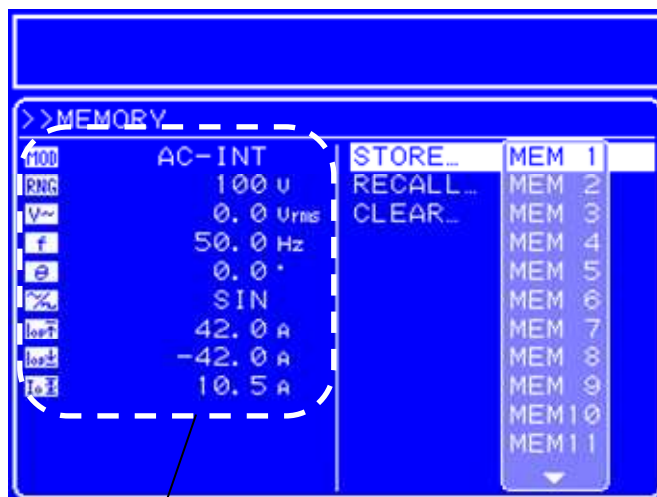 >>MEMORY
MOD AC-INT STORE… MEM 1
RNG 100 V RECALL… MEM 2
V~ 0.0 Vrms CLEAR… MEM 3
f 50.0 Hz MEM 4
θ 0.0 ° MEM 5
SIN MEM 6
42.0 A MEM 7
-42.0 A MEM 8
10.5 A MEM 9
MEM10
MEM11